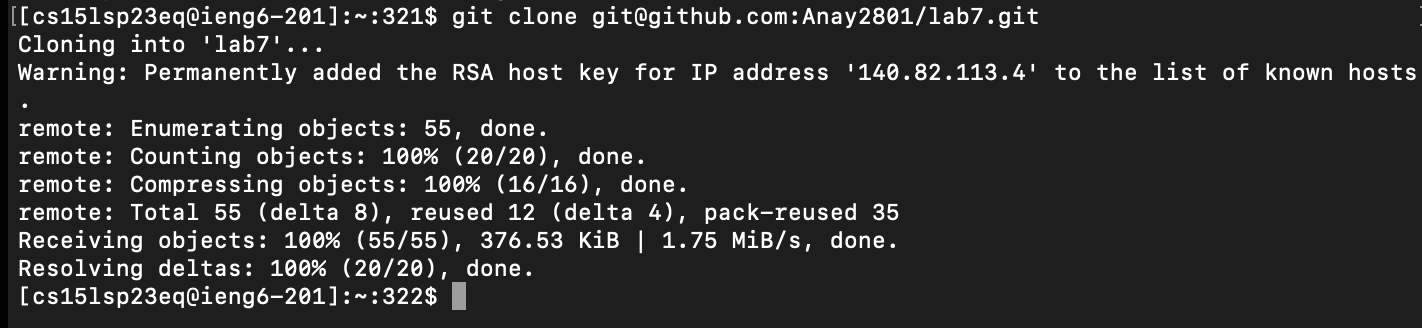 [[cs15lsp23eq@ieng6-201]:~:321$ git clone git@github.com:Anay2801/lab7.git
Cloning into 'lab7'...
Warning: Permanently added the RSA host key for IP address '140.82.113.4' to the list of known hosts
.
remote: Enumerating objects: 55, done.
remote: Counting objects: 100% (20/20), done.
remote: Compressing objects: 100% (16/16), done.
remote: Total 55 (delta 8), reused 12 (delta 4), pack-reused 35
Receiving objects: 100% (55/55), 376.53 KiB | 1.75 MiB/s, done.
Resolving deltas: 100% (20/20), done.
[cs15lsp23eq@ieng6-201]:~:322$